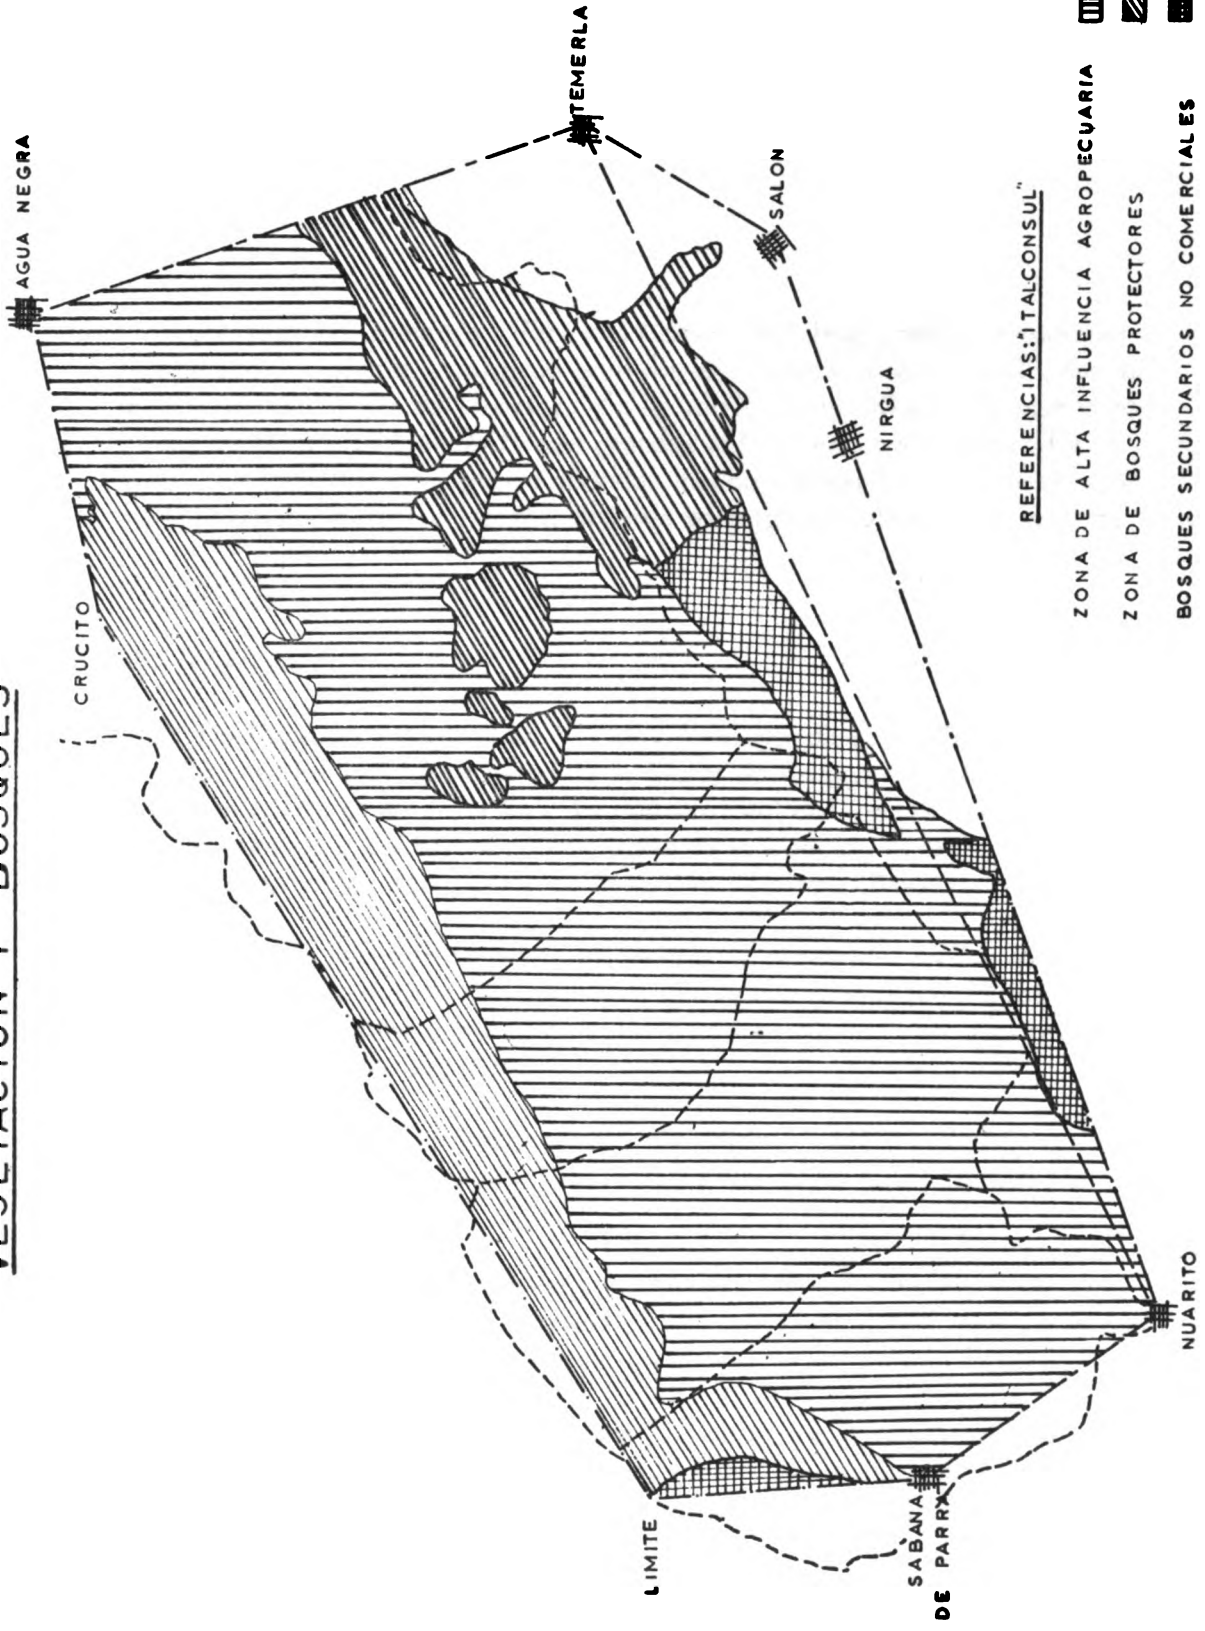 VEGETACION Y BOSQUES
AGUA NEGRA
CRUCITO
TEMERLA
LIMITE
SALON
NIRGUA
SABANA
DE PARRA
NUARITO
REFERENCIAS:"ITALCONSUL"
ZONA DE ALTA INFLUENCIA AGROPECUARIA
ZONA DE BOSQUES PROTECTORES
BOSQUES SECUNDARIOS NO COMERCIALES